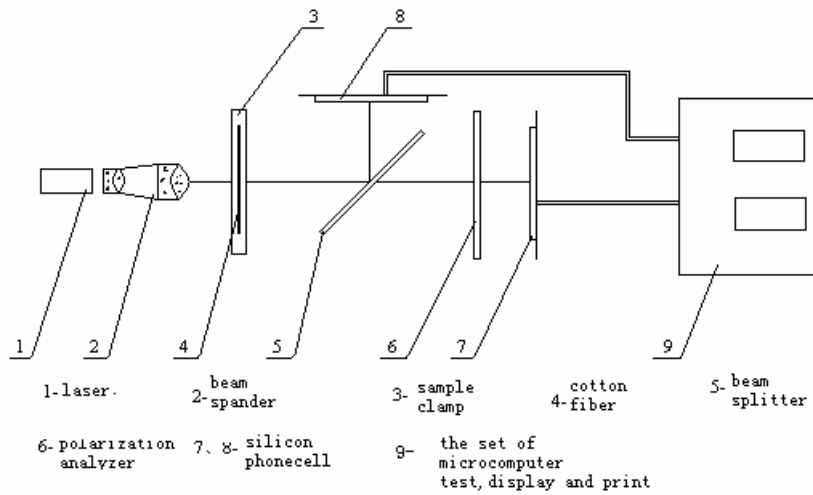 3 8
1 2 4 5 6 7 9
1-laser. 2-beam spander 3-sample clamp 4-cotton fiber 5-beam splitter
6-polarization analyzer 7、8-silicon phonecell 9-the set of microcomputer test, display and print